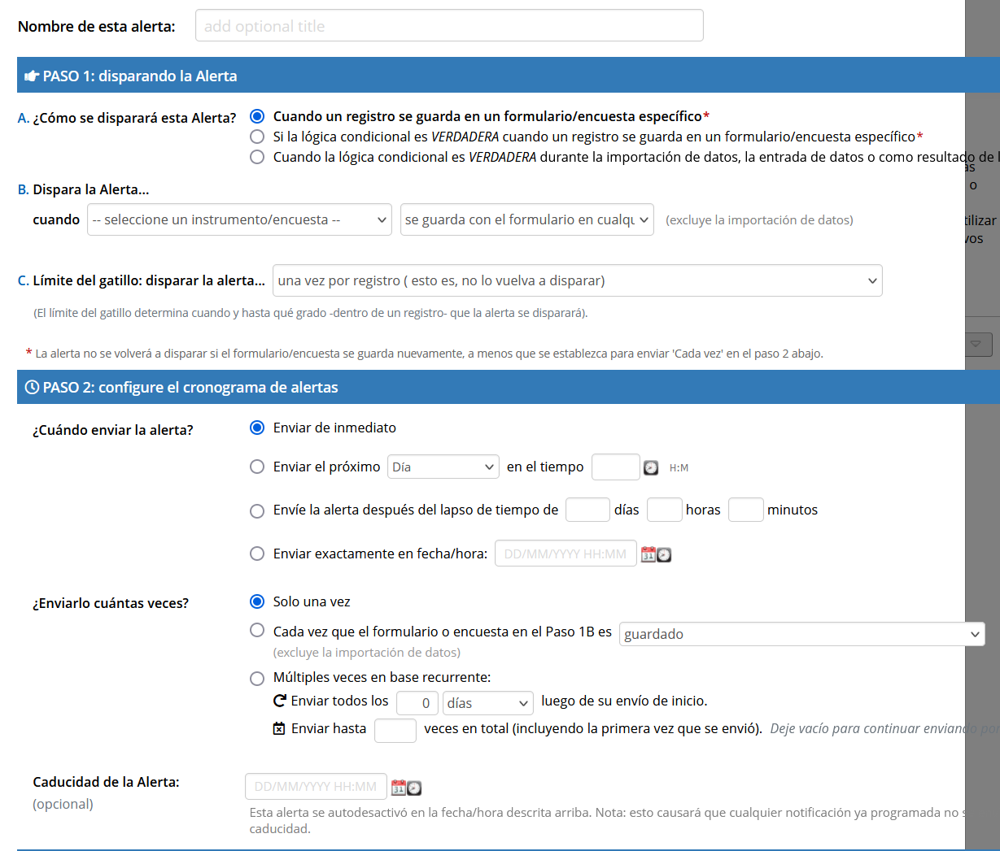 Nombre de esta alerta: add optional title
PASO 1: disparando la Alerta
A. ¿Cómo se disparará esta Alerta? Cuando un registro se guarda en un formulario/encuesta específico*
Si la lógica condicional es VERDADERA cuando un registro se guarda en un formulario/encuesta específico*
Cuando la lógica condicional es VERDADERA durante la importación de datos, la entrada de datos o como resultado de
as
B. Dispara la Alerta...
o
cuando -- seleccione un instrumento/encuesta -- se guarda con el formulario en cualqu (excluye la importación de datos)
tilizar
vos
C. Límite del gatillo: disparar la alerta... una vez por registro ( esto es, no lo vuelva a disparar)
(El límite del gatillo determina cuando y hasta qué grado -dentro de un registro- que la alerta se disparará).
* La alerta no se volverá a disparar si el formulario/encuesta se guarda nuevamente, a menos que se establezca para enviar 'Cada vez' en el paso 2 abajo.
PASO 2: configure el cronograma de alertas
¿Cuándo enviar la alerta? Enviar de inmediato
Enviar el próximo Día en el tiempo H:M
Envíe la alerta después del lapso de tiempo de días horas minutos
Enviar exactamente en fecha/hora: DD/MM/YYYY HH:MM 31
¿Enviarlo cuántas veces? Solo una vez
Cada vez que el formulario o encuesta en el Paso 1B es guardado
(excluye la importación de datos)
Múltiples veces en base recurrente:
Enviar todos los 0 días luego de su envío de inicio.
Enviar hasta veces en total (incluyendo la primera vez que se envió). Deje vacío para continuar enviando por
Caducidad de la Alerta: DD/MM/YYYY HH:MM 31
(opcional) Esta alerta se autodesactivó en la fecha/hora descrita arriba. Nota: esto causará que cualquier notificación ya programada no
caducidad.